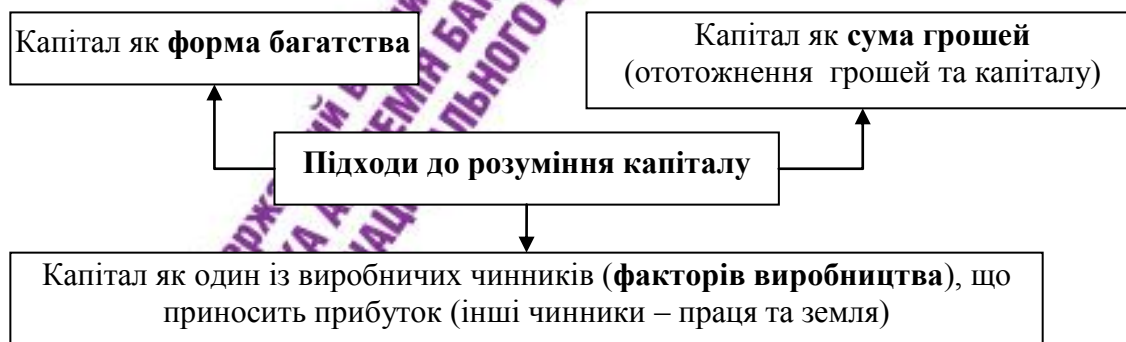 Капітал як форма багатства
Капітал як сума грошей
(ототожнення грошей та капіталу)
Підходи до розуміння капіталу
Капітал як один із виробничих чинників (факторів виробництва), що
приносить прибуток (інші чинники – праця та земля)